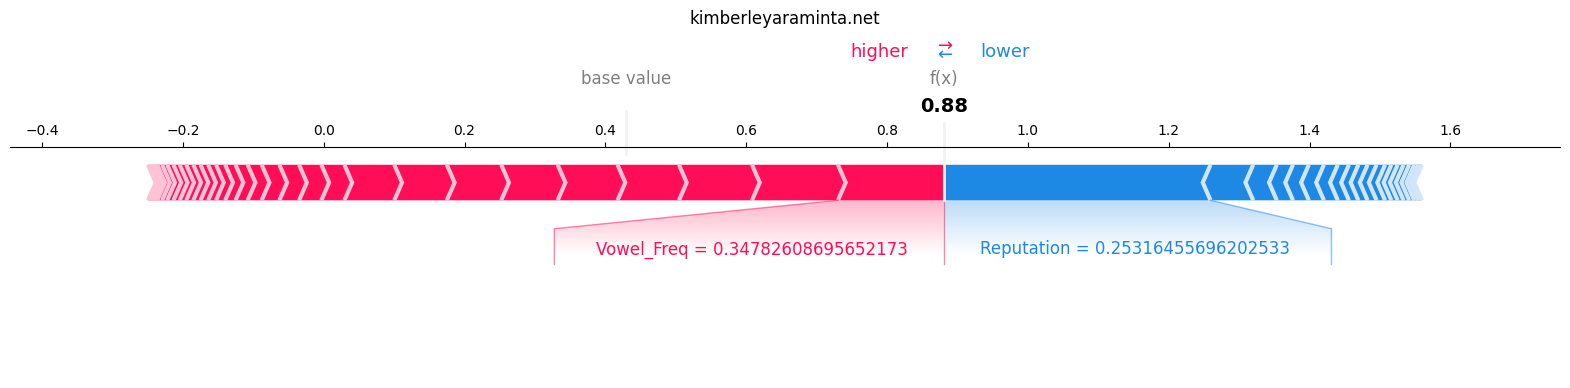 kimberleyaraminta.net
higher → ← lower
base value f(x)
0.88
−0.4 −0.2 0.0 0.2 0.4 0.6 0.8 1.0 1.2 1.4 1.6
Vowel_Freq = 0.34782608695652173 Reputation = 0.25316455696202533